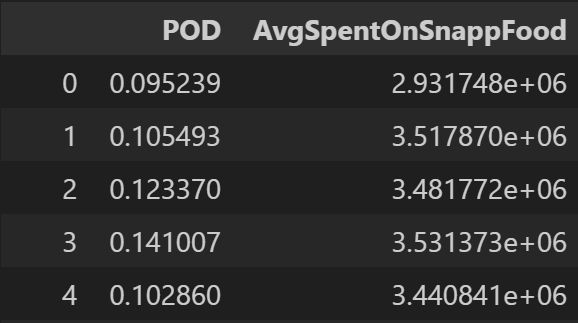 POD AvgSpentOnSnappFood
0 0.095239 2.931748e+06
1 0.105493 3.517870e+06
2 0.123370 3.481772e+06
3 0.141007 3.531373e+06
4 0.102860 3.440841e+06